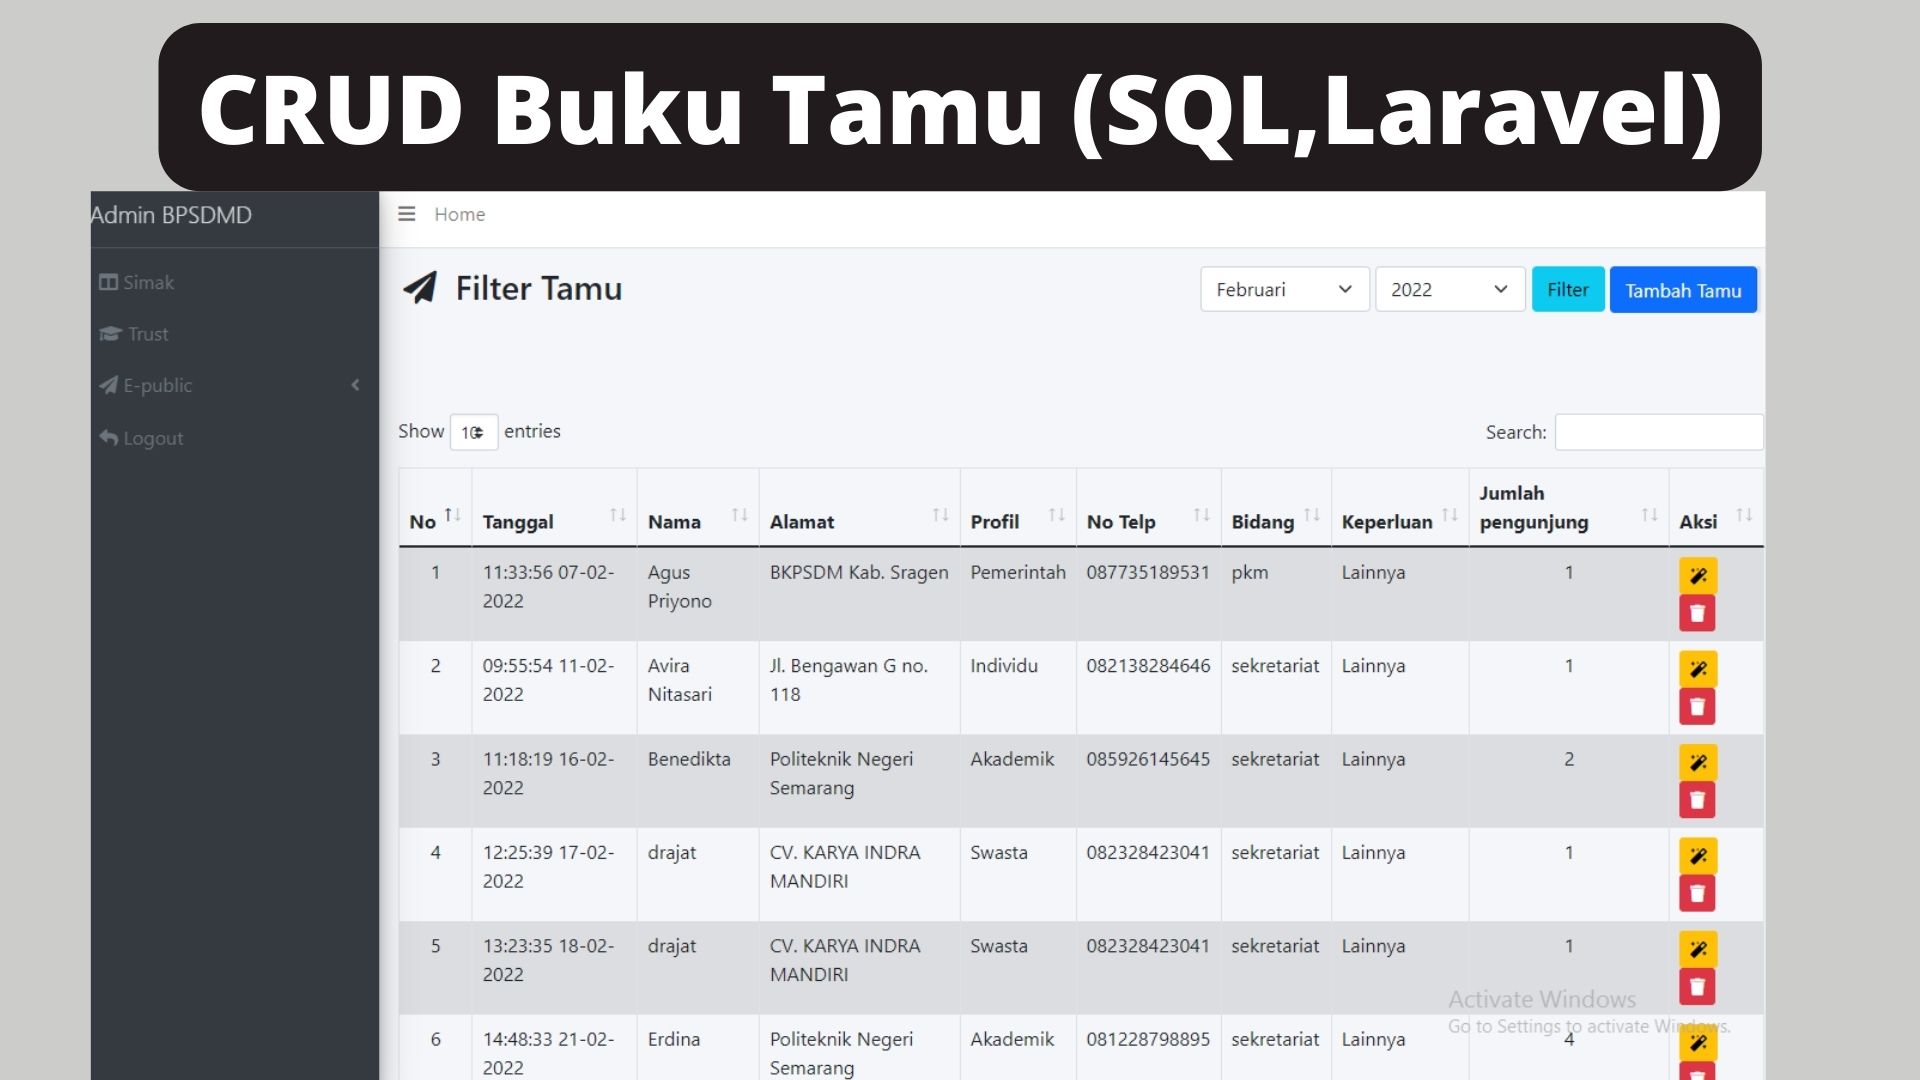 CRUD Buku Tamu (SQL,Laravel)
Admin BPSDMD
Home
Simak
Trust
E-public
Logout
Filter Tamu
Februari 2022 Filter Tambah Tamu
Show 10 entries
Search:
No Tanggal Nama Alamat Profil No Telp Bidang Keperluan Jumlah pengunjung Aksi
1 11:33:56 07-02-2022 Agus Priyono BKPSDM Kab. Sragen Pemerintah 087735189531 pkm Lainnya 1
2 09:55:54 11-02-2022 Avira Nitasari Jl. Bengawan G no. 118 Individu 082138284646 sekretariat Lainnya 1
3 11:18:19 16-02-2022 Benedikta Politeknik Negeri Semarang Akademik 085926145645 sekretariat Lainnya 2
4 12:25:39 17-02-2022 drajat CV. KARYA INDRA MANDIRI Swasta 082328423041 sekretariat Lainnya 1
5 13:23:35 18-02-2022 drajat CV. KARYA INDRA MANDIRI Swasta 082328423041 sekretariat Lainnya 1
6 14:48:33 21-02-2022 Erdina Politeknik Negeri Semarang Akademik 081228798895 sekretariat Lainnya 4
Activate Windows
Go to Settings to activate Windows.